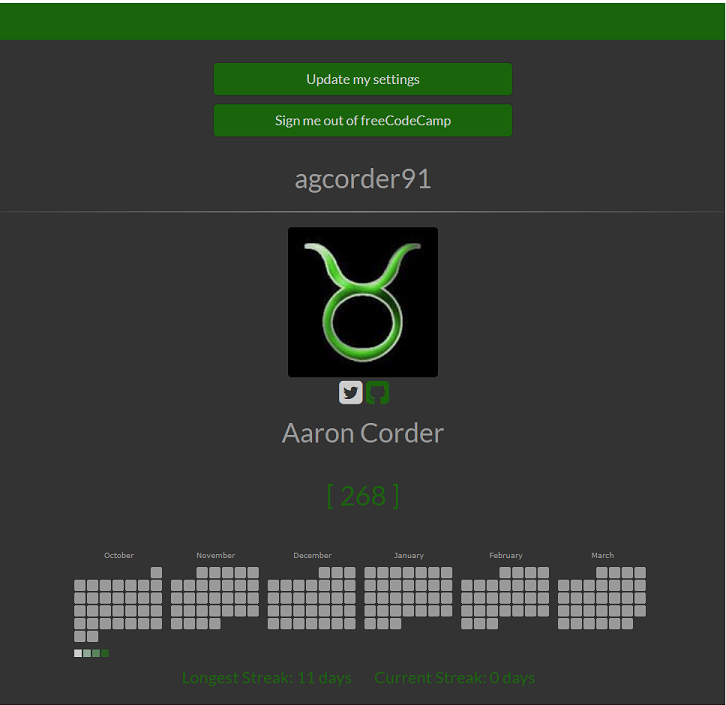 Update my settings
Sign me out of freeCodeCamp
agcorder91
Aaron Corder
[ 268 ]
October November December January February March
Longest Streak: 11 days Current Streak: 0 days